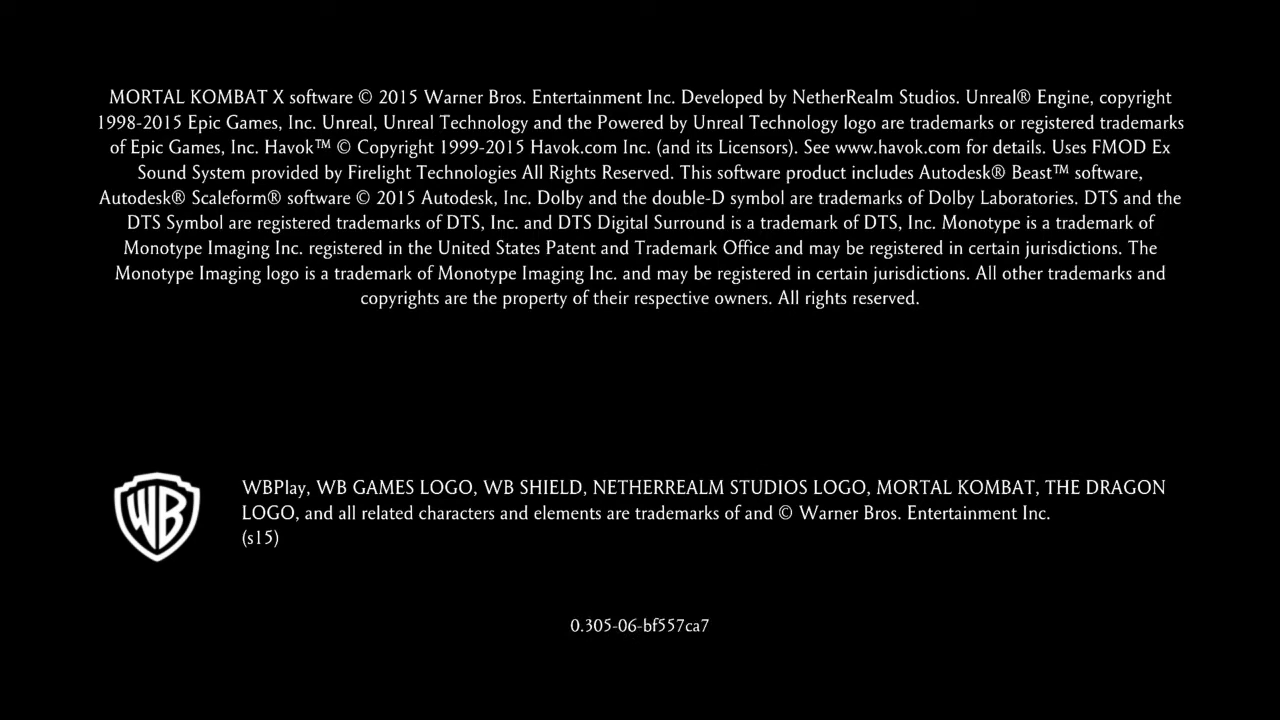 MORTAL KOMBAT X software © 2015 Warner Bros. Entertainment Inc. Developed by NetherRealm Studios. Unreal® Engine, copyright
1998-2015 Epic Games, Inc. Unreal, Unreal Technology and the Powered by Unreal Technology logo are trademarks or registered trademarks
of Epic Games, Inc. Havok™ © Copyright 1999-2015 Havok.com Inc. (and its Licensors). See www.havok.com for details. Uses FMOD Ex
Sound System provided by Firelight Technologies All Rights Reserved. This software product includes Autodesk® Beast™ software,
Autodesk® Scaleform® software © 2015 Autodesk, Inc. Dolby and the double-D symbol are trademarks of Dolby Laboratories. DTS and the
DTS Symbol are registered trademarks of DTS, Inc. and DTS Digital Surround is a trademark of DTS, Inc. Monotype is a trademark of
Monotype Imaging Inc. registered in the United States Patent and Trademark Office and may be registered in certain jurisdictions. The
Monotype Imaging logo is a trademark of Monotype Imaging Inc. and may be registered in certain jurisdictions. All other trademarks and
copyrights are the property of their respective owners. All rights reserved.
WB
WBPlay, WB GAMES LOGO, WB SHIELD, NETHERREALM STUDIOS LOGO, MORTAL KOMBAT, THE DRAGON
LOGO, and all related characters and elements are trademarks of and © Warner Bros. Entertainment Inc.
(s15)
0.305-06-bf557ca7